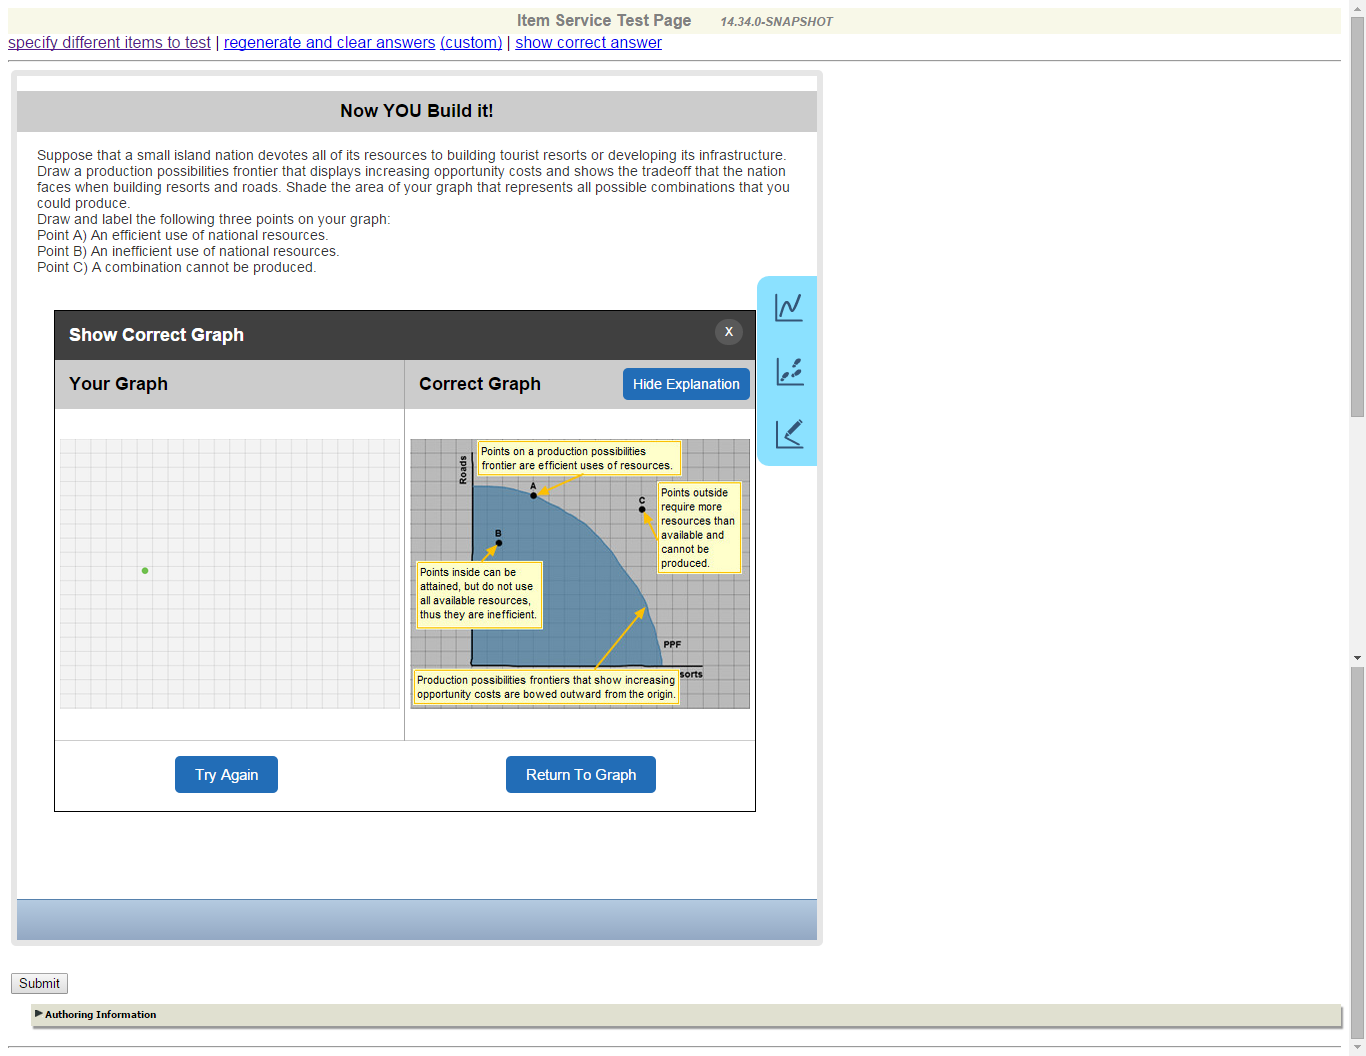 Item Service Test Page 14.34.0-SNAPSHOT
specify different items to test | regenerate and clear answers (custom) | show correct answer
Now YOU Build it!
Suppose that a small island nation devotes all of its resources to building tourist resorts or developing its infrastructure.
Draw a production possibilities frontier that displays increasing opportunity costs and shows the tradeoff that the nation
faces when building resorts and roads. Shade the area of your graph that represents all possible combinations that you
could produce.
Draw and label the following three points on your graph:
Point A) An efficient use of national resources.
Point B) An inefficient use of national resources.
Point C) A combination cannot be produced.
Show Correct Graph
X
Your Graph
Correct Graph
Hide Explanation
Roads
Points on a production possibilities
frontier are efficient uses of resources.
A
C
Points outside
require more
resources than
available and
cannot be
produced.
B
Points inside can be
attained, but do not use
all available resources,
thus they are inefficient.
PPF
sorts
Production possibilities frontiers that show increasing
opportunity costs are bowed outward from the origin.
Try Again
Return To Graph
Submit
Authoring Information